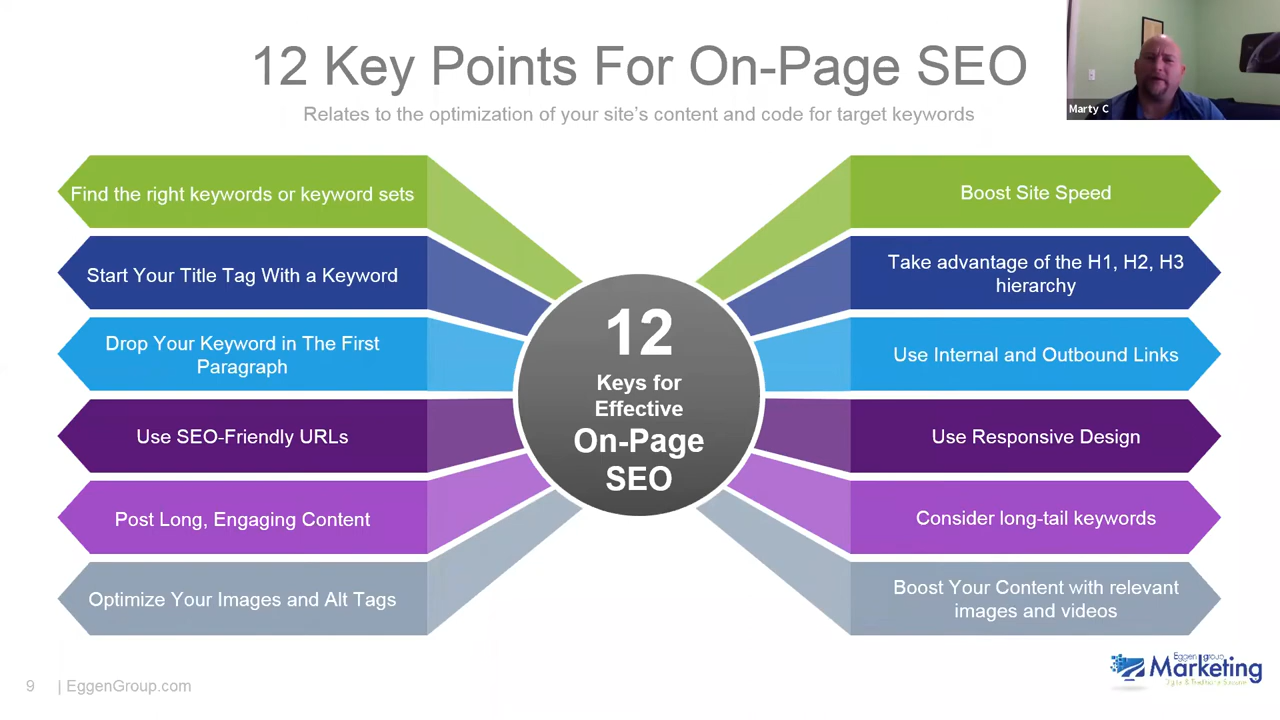 12 Key Points For On-Page SEO
Relates to the optimization of your site's content and code for target keywords
Marty C
Find the right keywords or keyword sets
Start Your Title Tag With a Keyword
Drop Your Keyword in The First
Paragraph
Use SEO-Friendly URLs
Post Long, Engaging Content
Optimize Your Images and Alt Tags
12
Keys for
Effective
On-Page
SEO
Boost Site Speed
Take advantage of the H1, H2, H3
hierarchy
Use Internal and Outbound Links
Use Responsive Design
Consider long-tail keywords
Boost Your Content with relevant
images and videos
9 | EggenGroup.com
Eggen group
Marketing